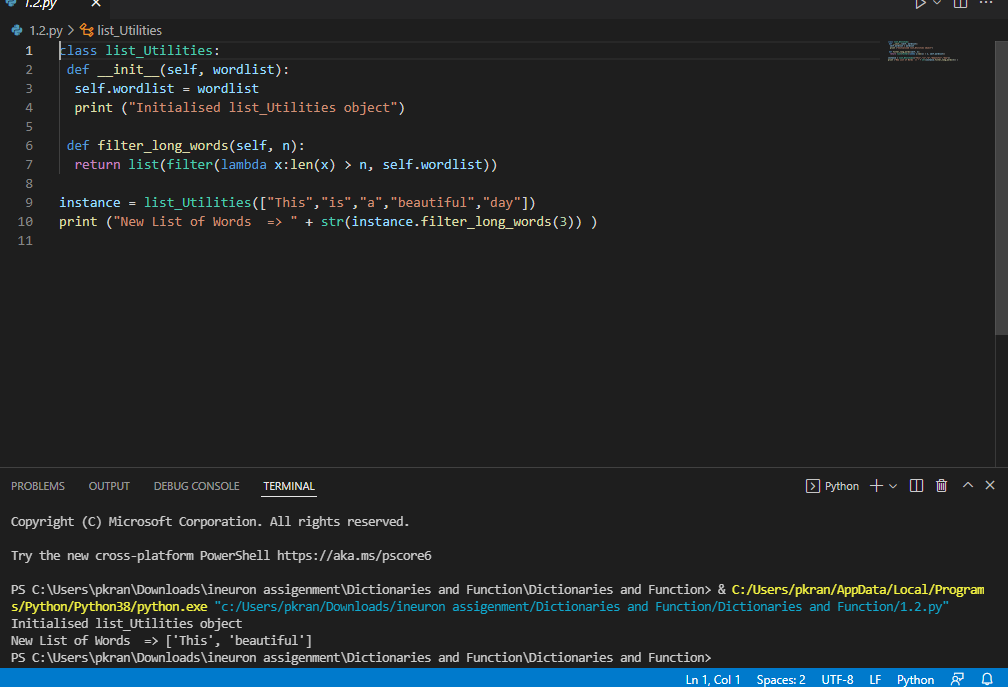 1.2.py ×
1.2.py > list_Utilities
1 class list_Utilities:
2  def __init__(self, wordlist):
3   self.wordlist = wordlist
4   print ("Initialised list_Utilities object")
5
6  def filter_long_words(self, n):
7   return list(filter(lambda x:len(x) > n, self.wordlist))
8
9 instance = list_Utilities(["This","is","a","beautiful","day"])
10 print ("New List of Words  => " + str(instance.filter_long_words(3)) )
11
PROBLEMS OUTPUT DEBUG CONSOLE TERMINAL Python
Copyright (C) Microsoft Corporation. All rights reserved.
Try the new cross-platform PowerShell https://aka.ms/pscore6
PS C:\Users\pkran\Downloads\ineuron assigenment\Dictionaries and Function\Dictionaries and Function> & C:/Users/pkran/AppData/Local/Program
s/Python/Python38/python.exe "c:/Users/pkran/Downloads/ineuron assigenment/Dictionaries and Function/Dictionaries and Function/1.2.py"
Initialised list_Utilities object
New List of Words  => ['This', 'beautiful']
PS C:\Users\pkran\Downloads\ineuron assigenment\Dictionaries and Function\Dictionaries and Function>
Ln 1, Col 1 Spaces: 2 UTF-8 LF Python